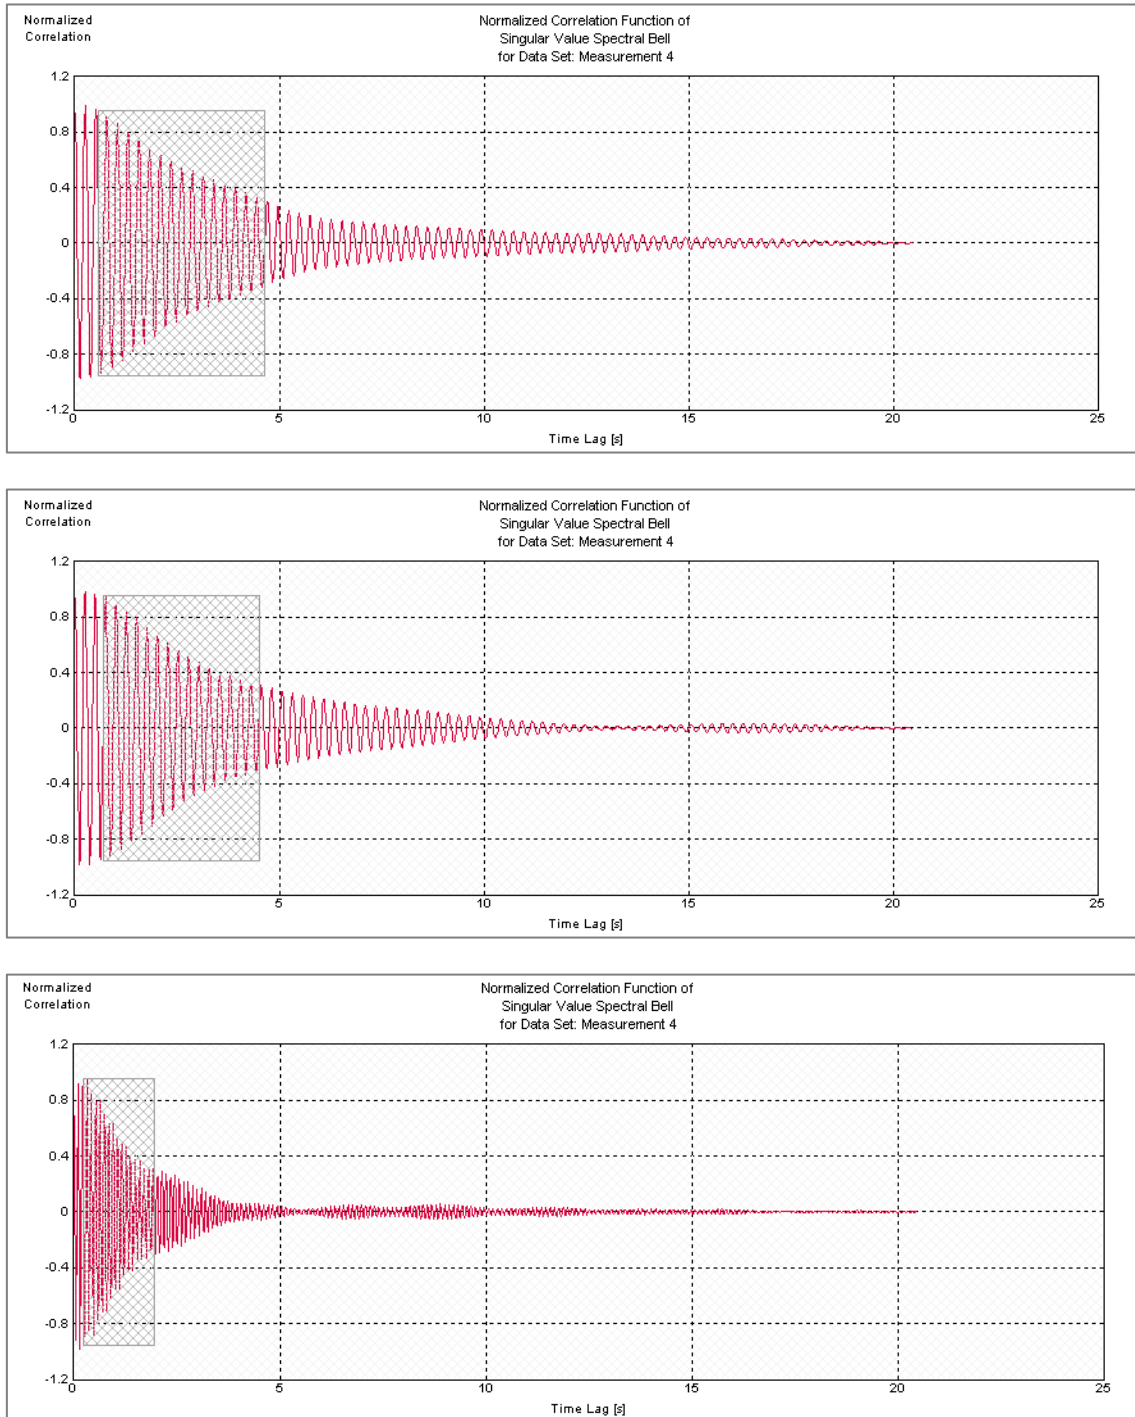 Normalized
Correlation
Normalized Correlation Function of
Singular Value Spectral Bell
for Data Set: Measurement 4
1.2
0.8
0.4
0
-0.4
-0.8
-1.2
0 5 10 15 20 25
Time Lag [s]
Normalized
Correlation
Normalized Correlation Function of
Singular Value Spectral Bell
for Data Set: Measurement 4
1.2
0.8
0.4
0
-0.4
-0.8
-1.2
0 5 10 15 20 25
Time Lag [s]
Normalized
Correlation
Normalized Correlation Function of
Singular Value Spectral Bell
for Data Set: Measurement 4
1.2
0.8
0.4
0
-0.4
-0.8
-1.2
0 5 10 15 20 25
Time Lag [s]